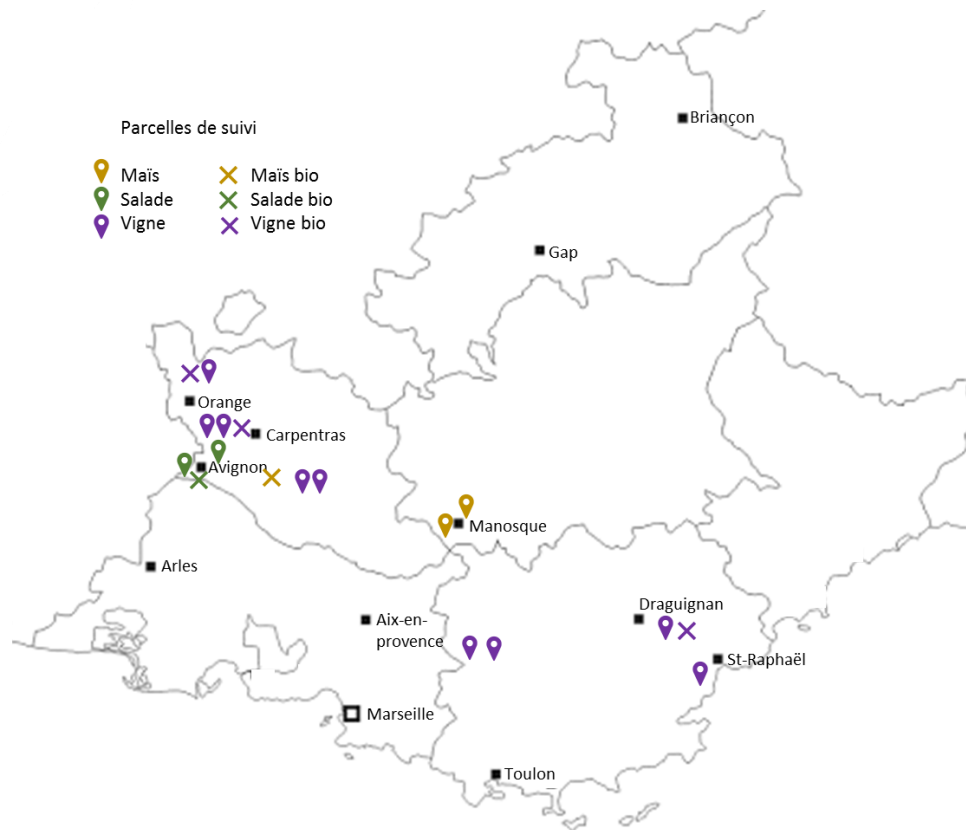 Parcelles de suivi
Maïs
Maïs bio
Salade
Salade bio
Vigne
Vigne bio
Briançon
Gap
Orange
Carpentras
Avignon
Manosque
Arles
Draguignan
Aix-en-
provence
St-Raphaël
Marseille
Toulon